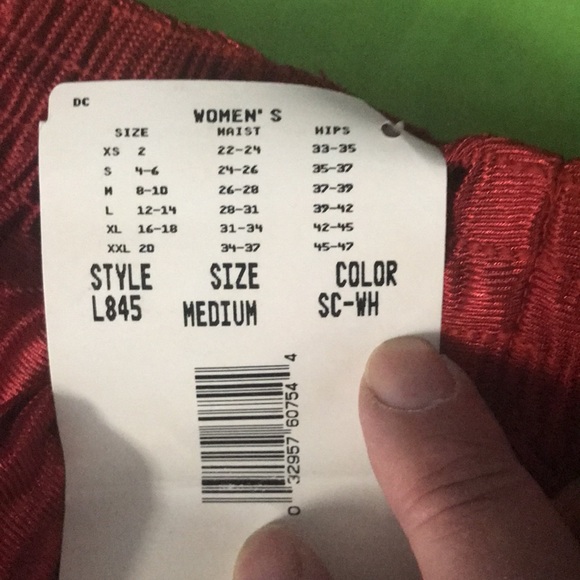 DC
WOMEN'S
SIZE WAIST HIPS
XS 2 22-24 33-35
S 4-6 24-26 35-37
M 8-10 26-28 37-39
L 12-14 28-31 39-42
XL 16-18 31-34 42-45
XXL 20 34-37 45-47
STYLE SIZE COLOR
L845 MEDIUM SC-WH
0 32957 60754 4